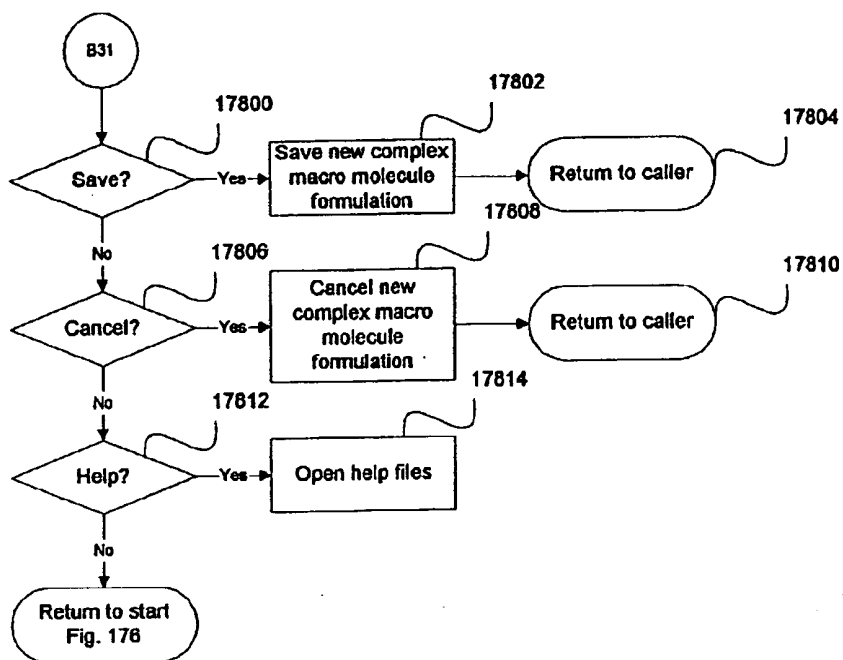 B31
17800
17802
17804
Save?
Yes
Save new complex
macro molecule
formulation
Return to caller
No
17806
17808
17810
Cancel?
Yes
Cancel new
complex macro
molecule
formulation
Return to caller
No
17812
17814
Help?
Yes
Open help files
No
Return to start
Fig. 176